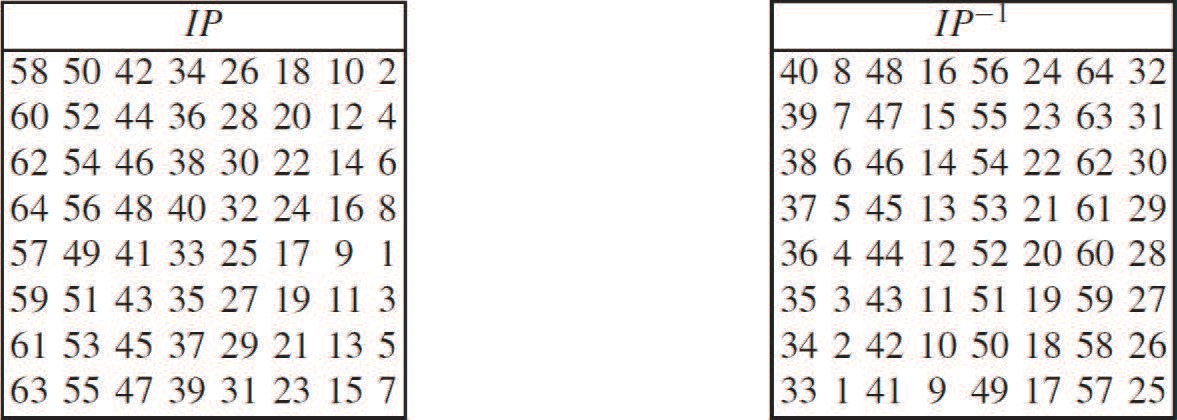 IP
58 50 42 34 26 18 10 2
60 52 44 36 28 20 12 4
62 54 46 38 30 22 14 6
64 56 48 40 32 24 16 8
57 49 41 33 25 17 9 1
59 51 43 35 27 19 11 3
61 53 45 37 29 21 13 5
63 55 47 39 31 23 15 7
IP⁻¹
40 8 48 16 56 24 64 32
39 7 47 15 55 23 63 31
38 6 46 14 54 22 62 30
37 5 45 13 53 21 61 29
36 4 44 12 52 20 60 28
35 3 43 11 51 19 59 27
34 2 42 10 50 18 58 26
33 1 41 9 49 17 57 25